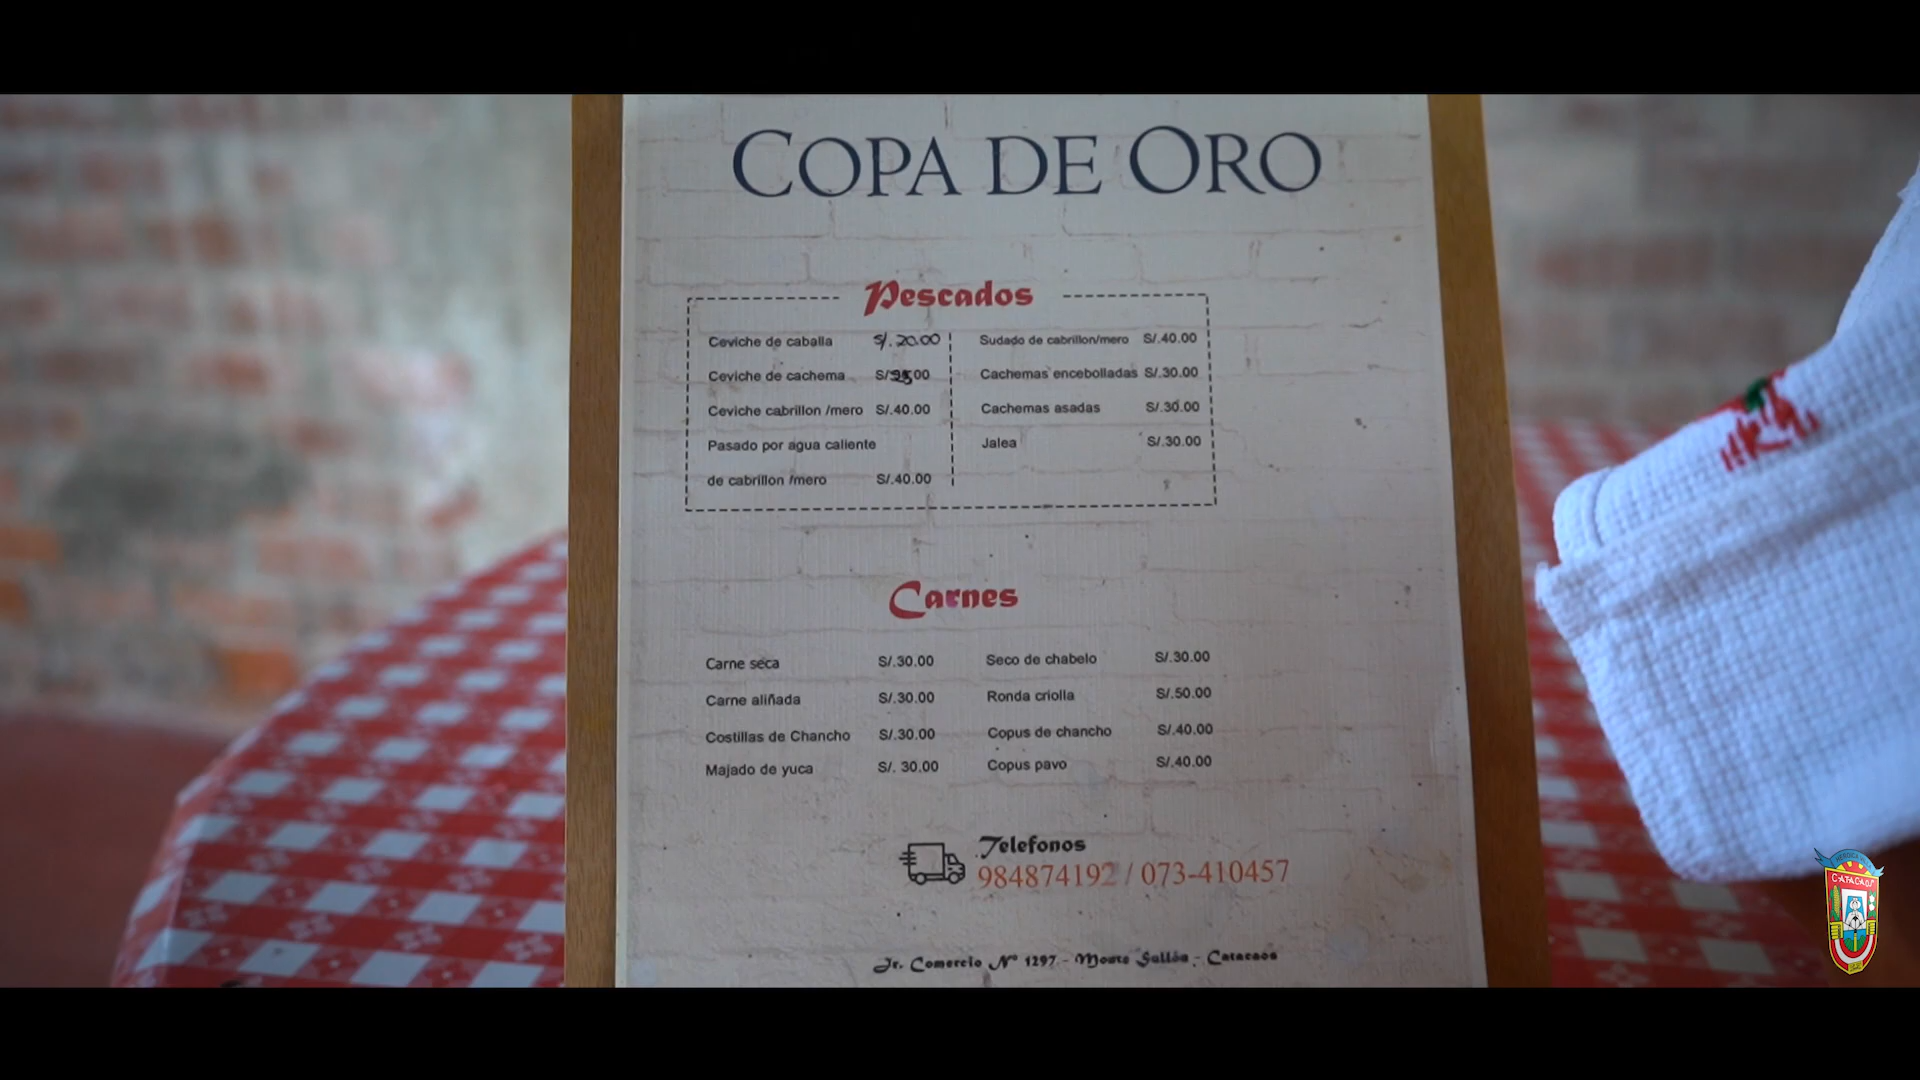 COPA DE ORO
Pescados
Ceviche de caballa S/.20.00
Ceviche de cachema S/
Ceviche cabrillon /mero S/.40.00
Pasado por agua caliente
de cabrillon /mero S/.40.00
Sudado de cabrillon/mero S/.40.00
Cachemas encebolladas S/.30.00
Cachemas asadas S/.30.00
Jalea S/.30.00
Carnes
Carne seca S/.30.00
Carne aliñada S/.30.00
Costillas de Chancho S/.30.00
Majado de yuca S/. 30.00
Seco de chabelo S/.30.00
Ronda criolla S/.50.00
Copus de chancho S/.40.00
Copus pavo S/.40.00
Telefonos
984874192 / 073-410457
Jr. Comercio Nº 1297 - Monte Sullón - Catacaos
CATACAOS